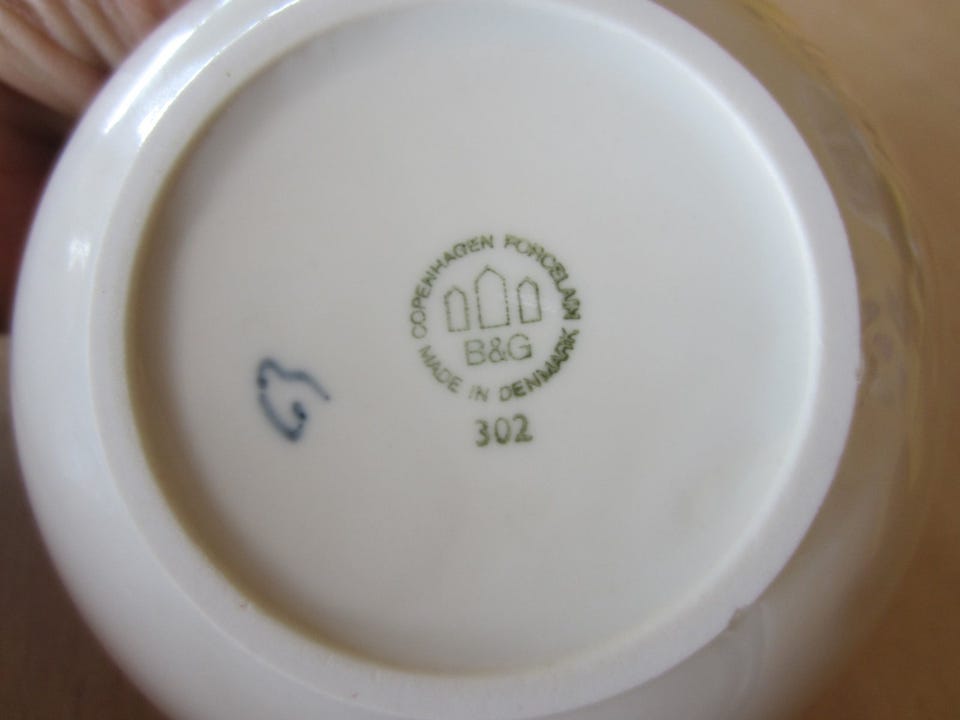 COPENHAGEN PORCELAIN
B&G
MADE IN DENMARK
302